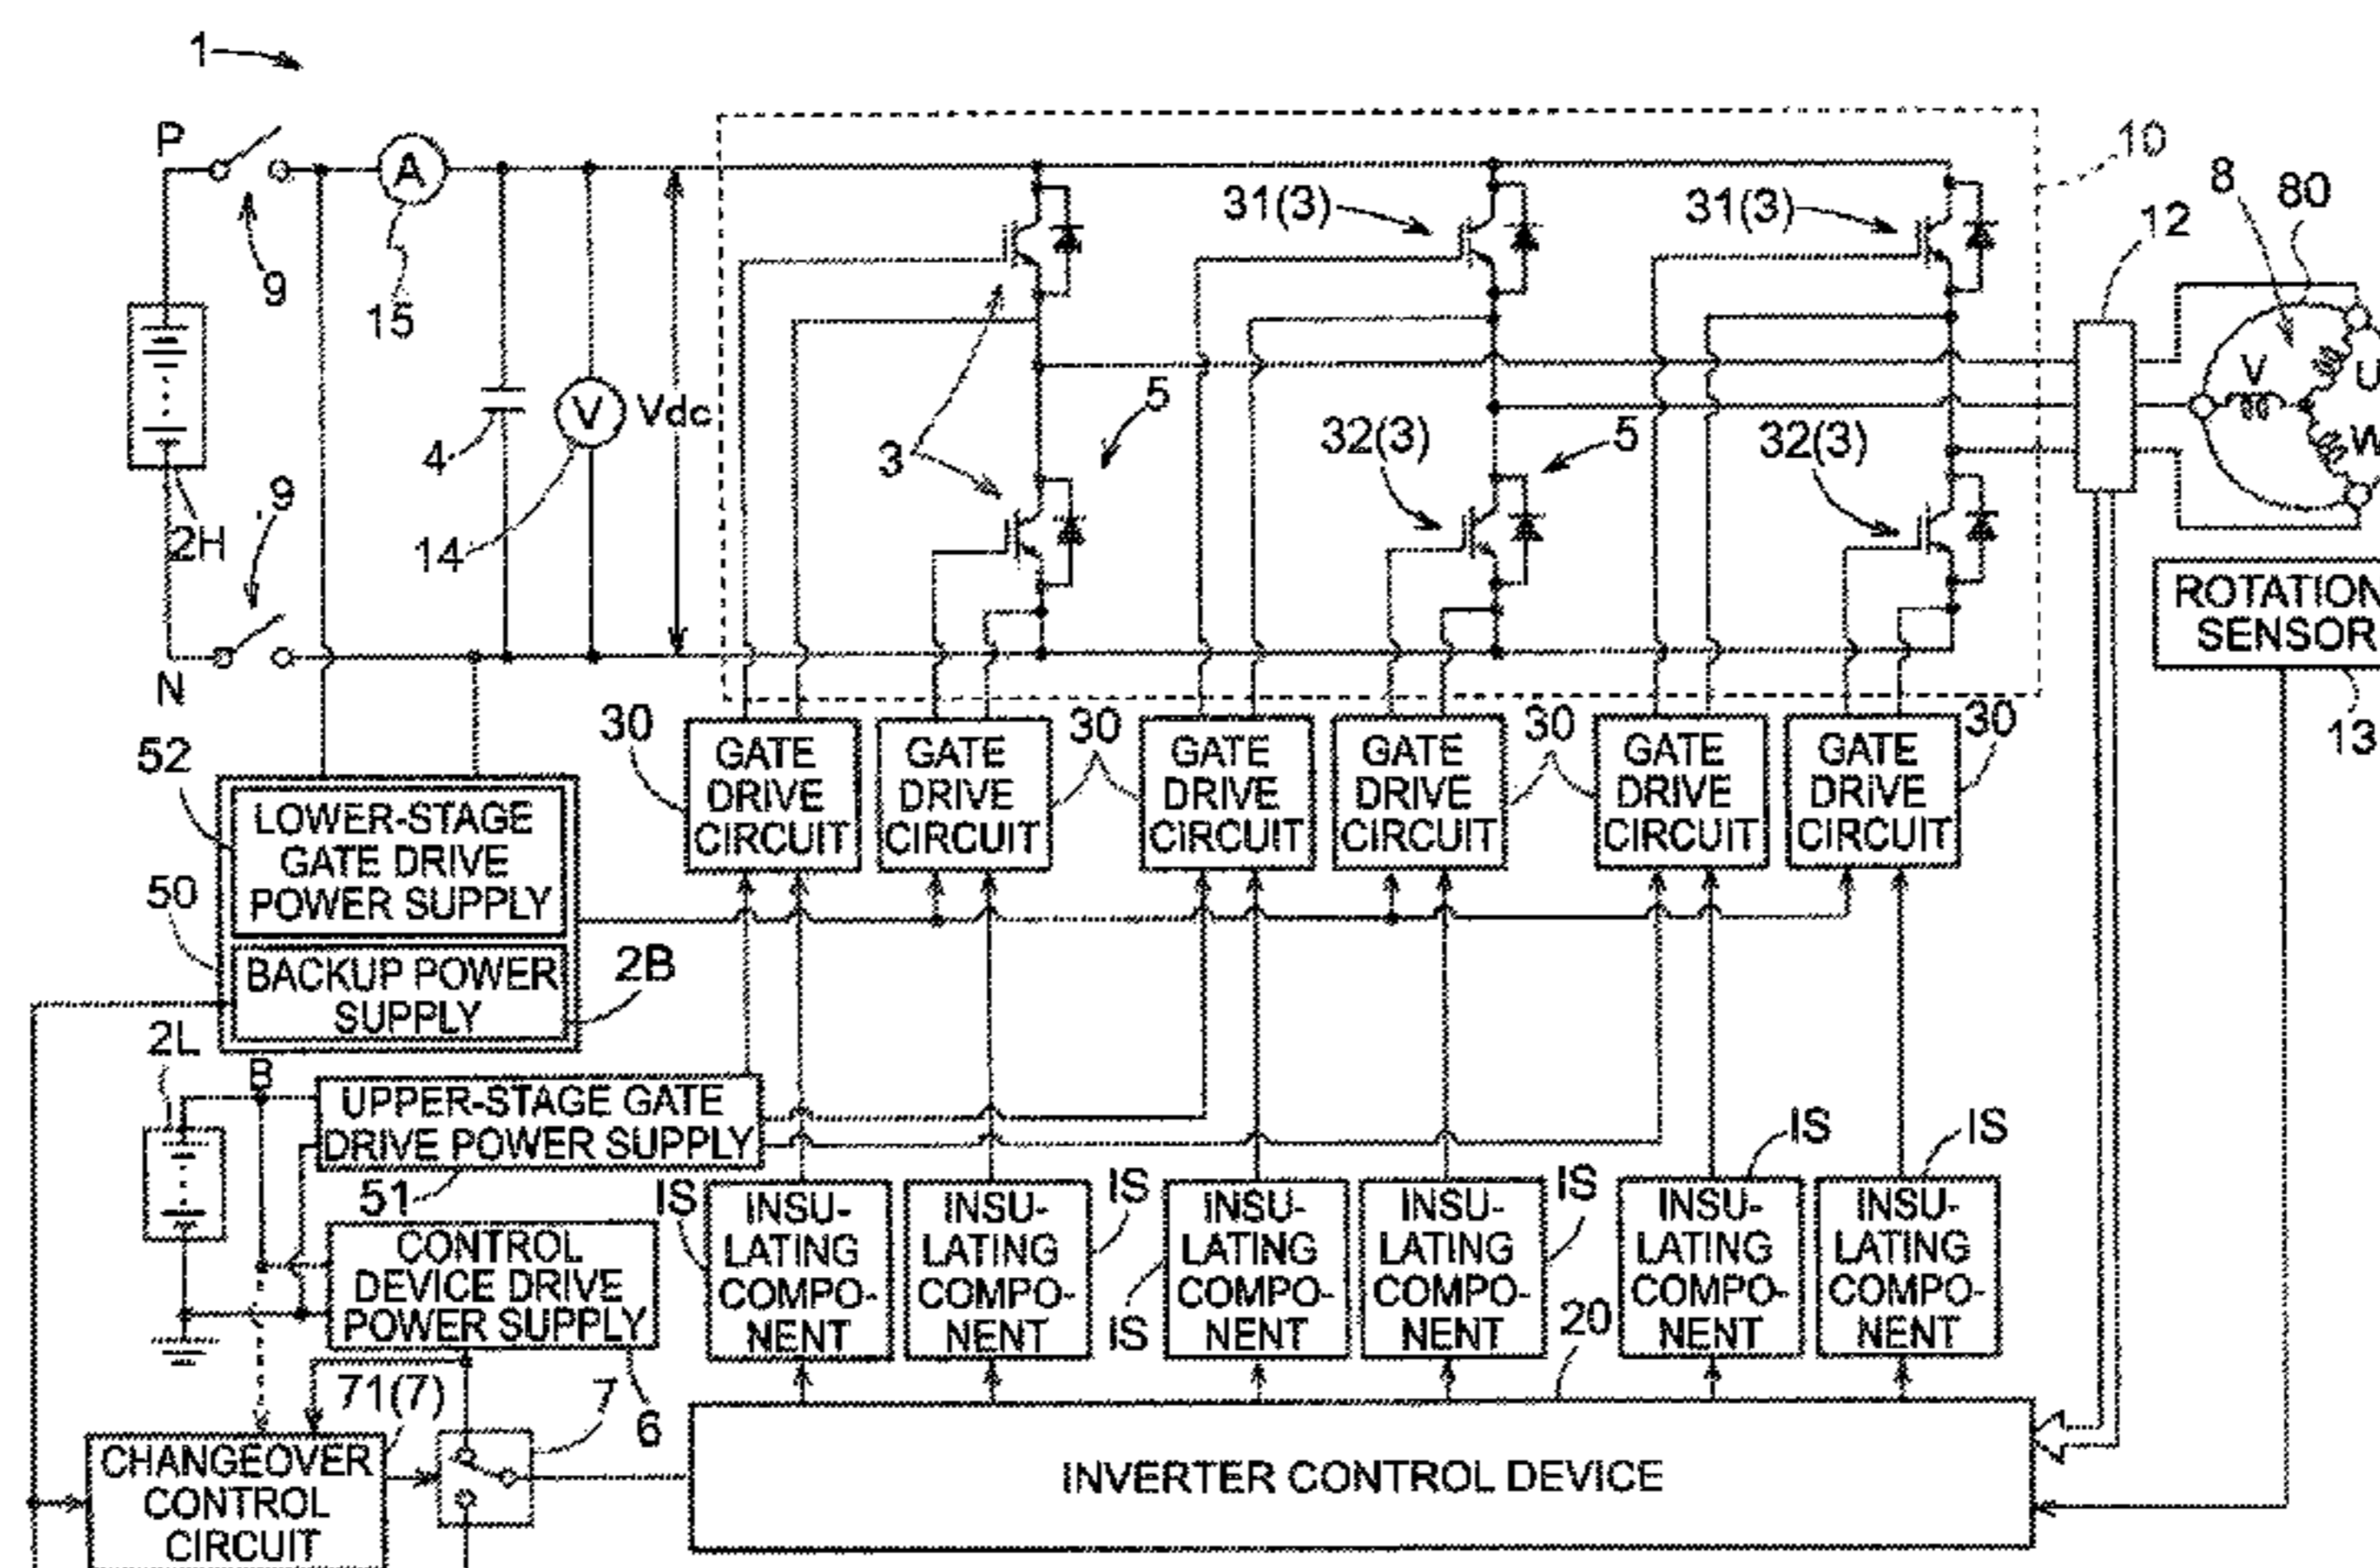 1
P
A
10
8
80
31(3)
31(3)
12
9
15
5
V
U
V
Vdc
4
3
32(3)
5
32(3)
9
2H
14
ROTATION
SENSOR
N
30
30
30
30
13
52
LOWER-STAGE
GATE DRIVE
POWER SUPPLY
GATE
DRIVE
CIRCUIT
GATE
DRIVE
CIRCUIT
GATE
DRIVE
CIRCUIT
GATE
DRIVE
CIRCUIT
GATE
DRIVE
CIRCUIT
GATE
DRIVE
CIRCUIT
50
BACKUP POWER
SUPPLY
2B
2L
B
UPPER-STAGE GATE
DRIVE POWER SUPPLY
51
IS
IS
IS
IS
IS
IS
INSU-
LATING
COMPO-
NENT
INSU-
LATING
COMPO-
NENT
INSU-
LATING
COMPO-
NENT
INSU-
LATING
COMPO-
NENT
INSU-
LATING
COMPO-
NENT
INSU-
LATING
COMPO-
NENT
CONTROL
DEVICE DRIVE
POWER SUPPLY
20
71(7)
7
6
CHANGEOVER
CONTROL
CIRCUIT
INVERTER CONTROL DEVICE